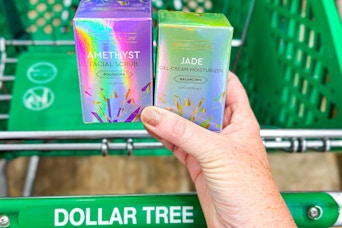 AMETHYST
FACIAL SCRUB
JADE
GEL-CREAM MOISTURIZER
BALANCING
DOLLAR TREE